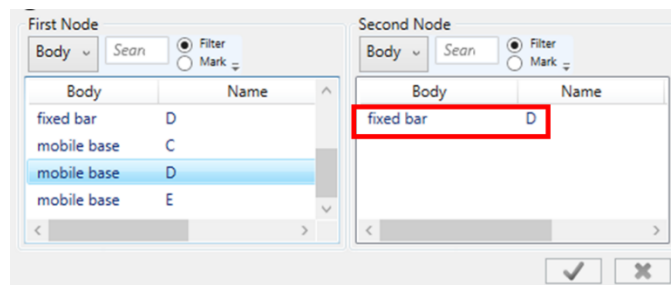 First Node
Body Sean Filter Mark
Body Name
fixed bar D
mobile base C
mobile base D
mobile base E
Second Node
Body Sean Filter Mark
Body Name
fixed bar D